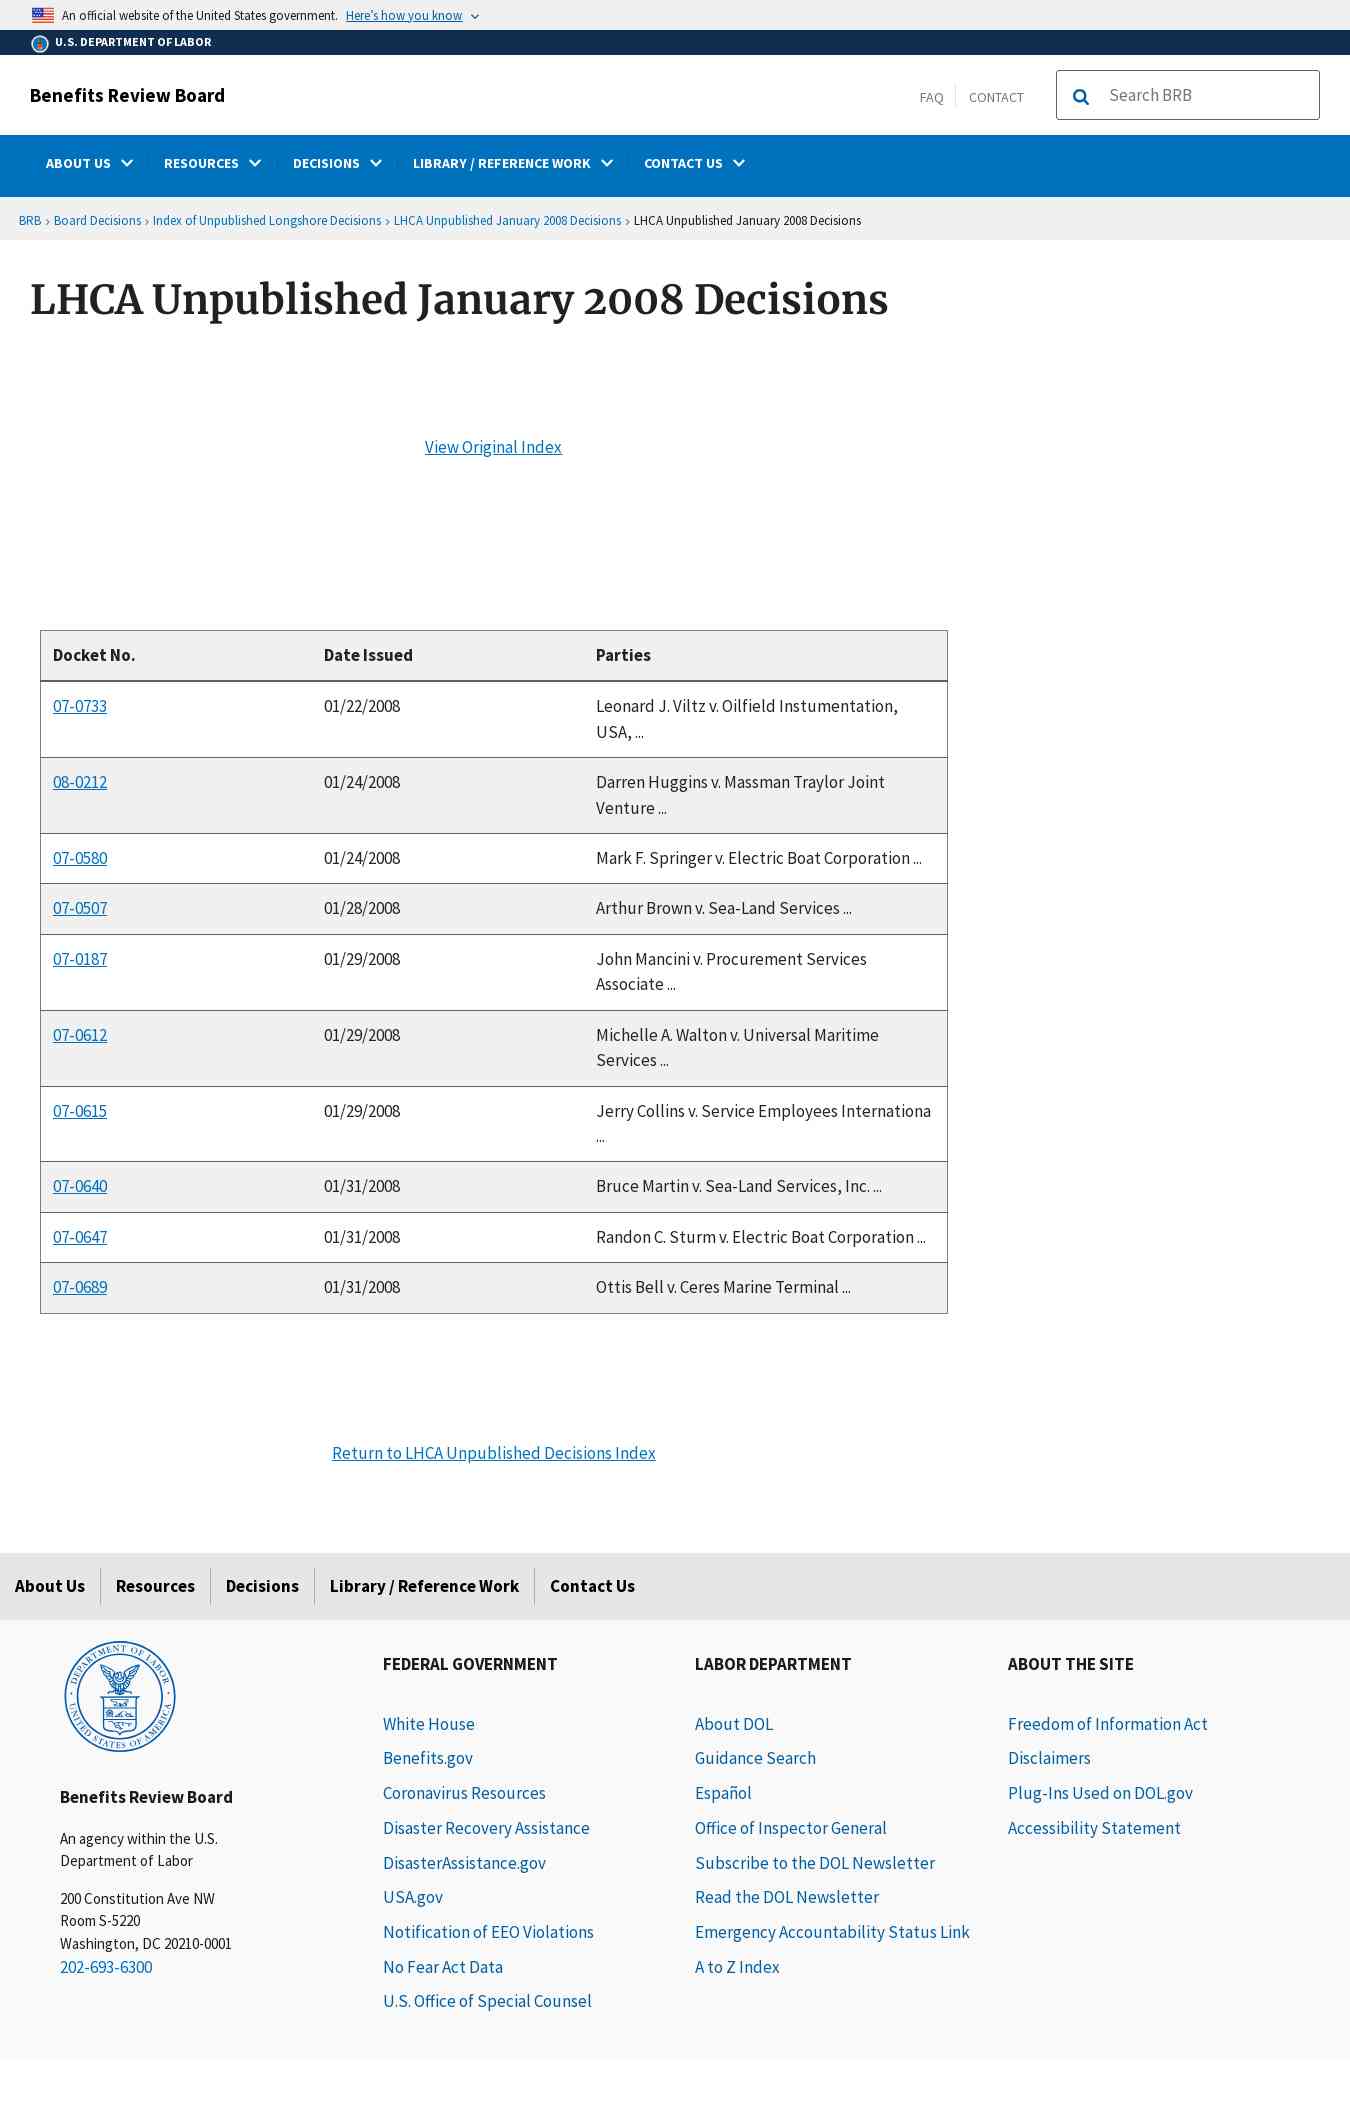 An official website of the United States government. Here's how you know
U.S. DEPARTMENT OF LABOR
Benefits Review Board
FAQ CONTACT Search BRB
ABOUT US RESOURCES DECISIONS LIBRARY / REFERENCE WORK CONTACT US
BRB › Board Decisions › Index of Unpublished Longshore Decisions › LHCA Unpublished January 2008 Decisions › LHCA Unpublished January 2008 Decisions
LHCA Unpublished January 2008 Decisions
View Original Index
Docket No. Date Issued Parties
07-0733 01/22/2008 Leonard J. Viltz v. Oilfield Instumentation,
USA, ...
08-0212 01/24/2008 Darren Huggins v. Massman Traylor Joint
Venture ...
07-0580 01/24/2008 Mark F. Springer v. Electric Boat Corporation ...
07-0507 01/28/2008 Arthur Brown v. Sea-Land Services ...
07-0187 01/29/2008 John Mancini v. Procurement Services
Associate ...
07-0612 01/29/2008 Michelle A. Walton v. Universal Maritime
Services ...
07-0615 01/29/2008 Jerry Collins v. Service Employees Internationa
...
07-0640 01/31/2008 Bruce Martin v. Sea-Land Services, Inc. ...
07-0647 01/31/2008 Randon C. Sturm v. Electric Boat Corporation ...
07-0689 01/31/2008 Ottis Bell v. Ceres Marine Terminal ...
Return to LHCA Unpublished Decisions Index
About Us Resources Decisions Library / Reference Work Contact Us
DEPARTMENT OF LABOR
UNITED STATES OF AMERICA
Benefits Review Board
An agency within the U.S.
Department of Labor
200 Constitution Ave NW
Room S-5220
Washington, DC 20210-0001
202-693-6300
FEDERAL GOVERNMENT
White House
Benefits.gov
Coronavirus Resources
Disaster Recovery Assistance
DisasterAssistance.gov
USA.gov
Notification of EEO Violations
No Fear Act Data
U.S. Office of Special Counsel
LABOR DEPARTMENT
About DOL
Guidance Search
Español
Office of Inspector General
Subscribe to the DOL Newsletter
Read the DOL Newsletter
Emergency Accountability Status Link
A to Z Index
ABOUT THE SITE
Freedom of Information Act
Disclaimers
Plug-Ins Used on DOL.gov
Accessibility Statement